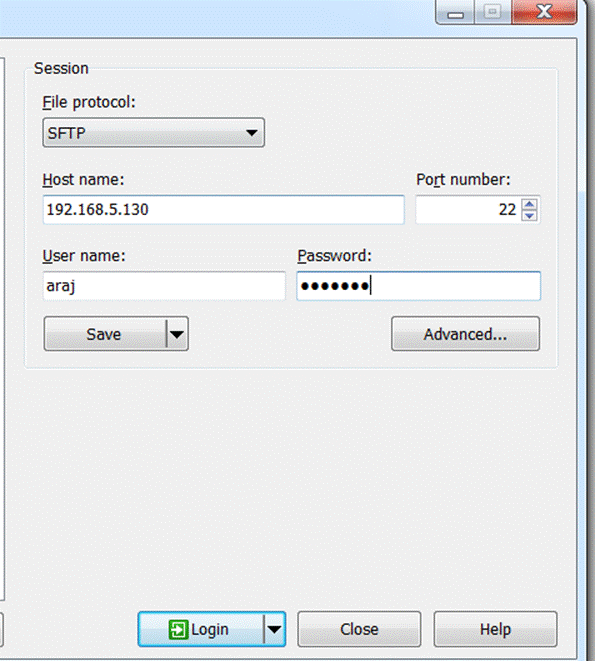 Session
File protocol:
SFTP
Host name: Port number:
192.168.5.130 22
User name: Password:
araj •••••••
Save Advanced...
Login Close Help